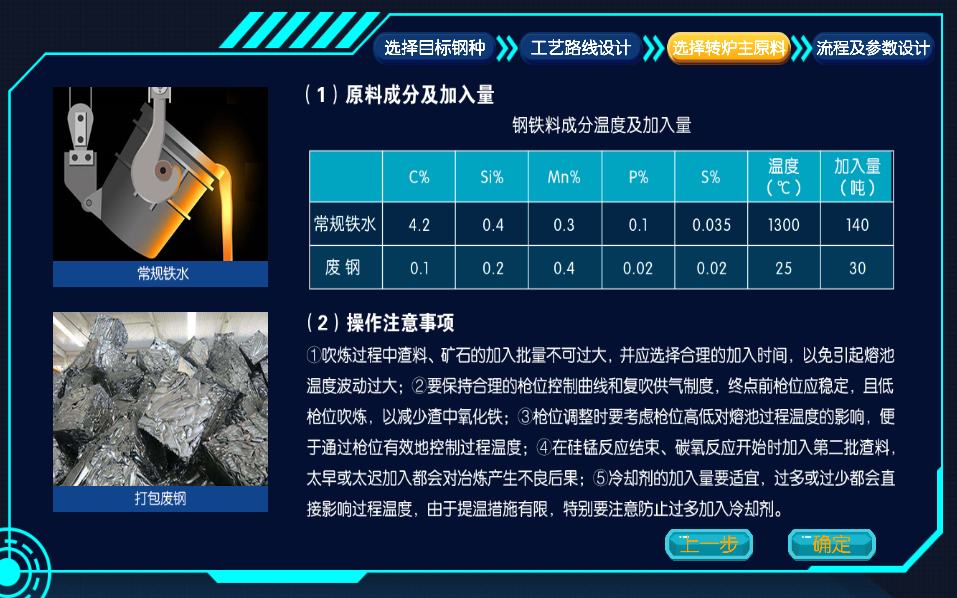 选择目标钢种 工艺路线设计 选择转炉主原料 流程及参数设计
（1）原料成分及加入量
钢铁料成分温度及加入量
C% Si% Mn% P% S% 温度（℃） 加入量（吨）
常规铁水 4.2 0.4 0.3 0.1 0.035 1300 140
废 钢 0.1 0.2 0.4 0.02 0.02 25 30
常规铁水
（2）操作注意事项
①吹炼过程中渣料、矿石的加入批量不可过大，并应选择合理的加入时间，以免引起熔池
温度波动过大；②要保持合理的枪位控制曲线和复吹供气制度，终点前枪位应稳定，且低
枪位吹炼，以减少渣中氧化铁；③枪位调整时要考虑枪位高低对熔池过程温度的影响，便
于通过枪位有效地控制过程温度；④在硅锰反应结束、碳氧反应开始时加入第二批渣料，
太早或太迟加入都会对冶炼产生不良后果；⑤冷却剂的加入量要适宜，过多或过少都会直
接影响过程温度，由于提温措施有限，特别要注意防止过多加入冷却剂。
打包废钢
上一步 确定